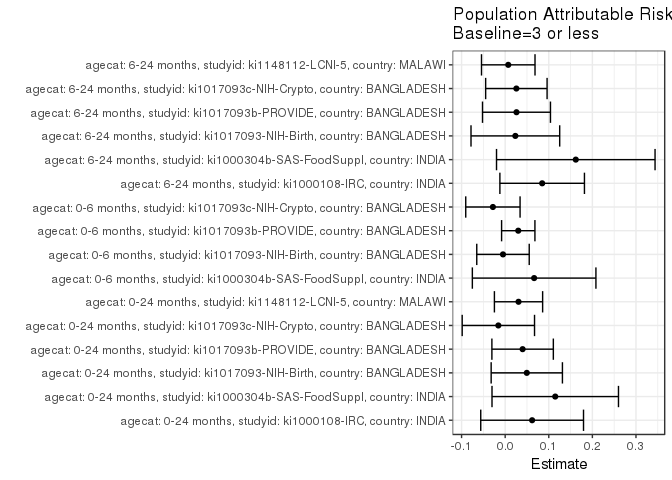 Population Attributable Risk
Baseline=3 or less
agecat: 6-24 months, studyid: ki1148112-LCNI-5, country: MALAWI
agecat: 6-24 months, studyid: ki1017093c-NIH-Crypto, country: BANGLADESH
agecat: 6-24 months, studyid: ki1017093b-PROVIDE, country: BANGLADESH
agecat: 6-24 months, studyid: ki1017093-NIH-Birth, country: BANGLADESH
agecat: 6-24 months, studyid: ki1000304b-SAS-FoodSuppl, country: INDIA
agecat: 6-24 months, studyid: ki1000108-IRC, country: INDIA
agecat: 0-6 months, studyid: ki1017093c-NIH-Crypto, country: BANGLADESH
agecat: 0-6 months, studyid: ki1017093b-PROVIDE, country: BANGLADESH
agecat: 0-6 months, studyid: ki1017093-NIH-Birth, country: BANGLADESH
agecat: 0-6 months, studyid: ki1000304b-SAS-FoodSuppl, country: INDIA
agecat: 0-24 months, studyid: ki1148112-LCNI-5, country: MALAWI
agecat: 0-24 months, studyid: ki1017093c-NIH-Crypto, country: BANGLADESH
agecat: 0-24 months, studyid: ki1017093b-PROVIDE, country: BANGLADESH
agecat: 0-24 months, studyid: ki1017093-NIH-Birth, country: BANGLADESH
agecat: 0-24 months, studyid: ki1000304b-SAS-FoodSuppl, country: INDIA
agecat: 0-24 months, studyid: ki1000108-IRC, country: INDIA
-0.1 0.0 0.1 0.2 0.3
Estimate